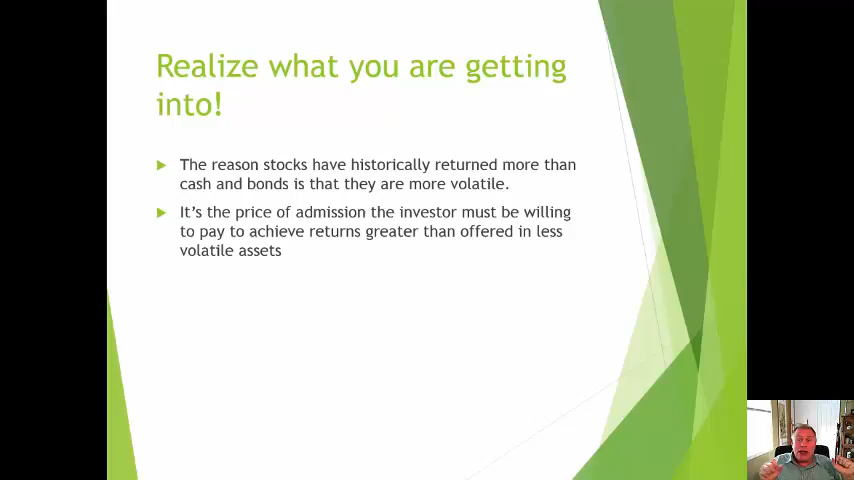 Realize what you are getting
into!
The reason stocks have historically returned more than
cash and bonds is that they are more volatile.
It's the price of admission the investor must be willing
to pay to achieve returns greater than offered in less
volatile assets